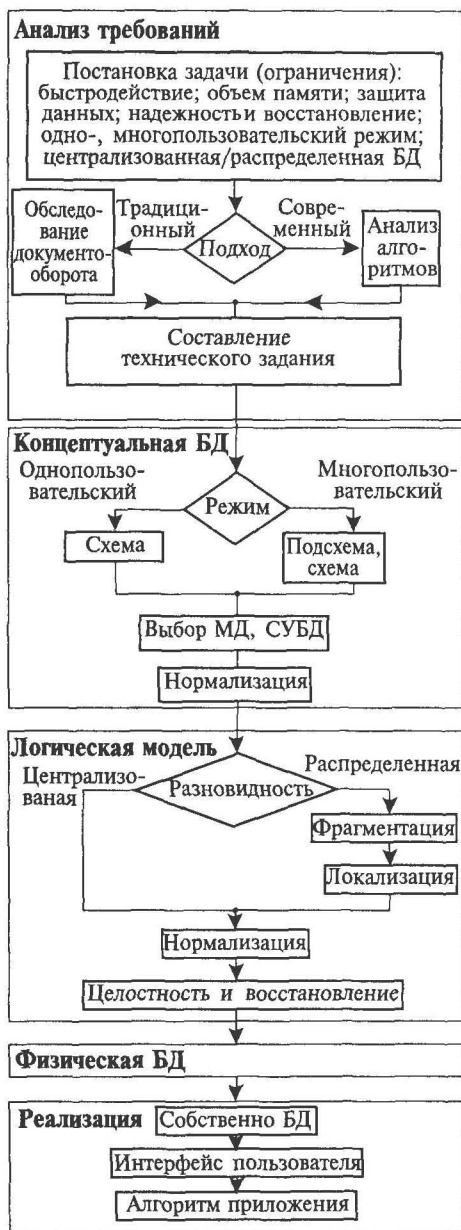 Анализ требований
Постановка задачи (ограничения):
быстродействие; объем памяти; защита
данных; надежность и восстановление;
одно-, многопользовательский режим;
централизованная/распределенная БД
Обследо-
вание
документо-
оборота
Традици-
онный
Подход
Совре-
менный
Анализ
алго-
ритмов
Составление
технического задания
Концептуальная БД
Однопользо-
вательский
Режим
Многопользо-
вательский
Схема
Подсхема,
схема
Выбор МД, СУБД
Нормализация
Логическая модель
Централизо-
ваная
Разновидность
Распределенная
Фрагментация
Локализация
Нормализация
Целостность и восстановление
Физическая БД
Реализация
Собственно БД
Интерфейс пользователя
Алгоритм приложения